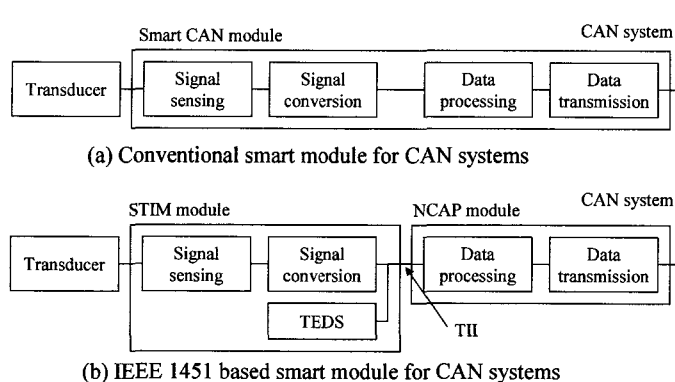 Smart CAN module
CAN system
Transducer
Signal
sensing
Signal
conversion
Data
processing
Data
transmission
(a) Conventional smart module for CAN systems
STIM module
NCAP module
CAN system
Transducer
Signal
sensing
Signal
conversion
Data
processing
Data
transmission
TEDS
TII
(b) IEEE 1451 based smart module for CAN systems